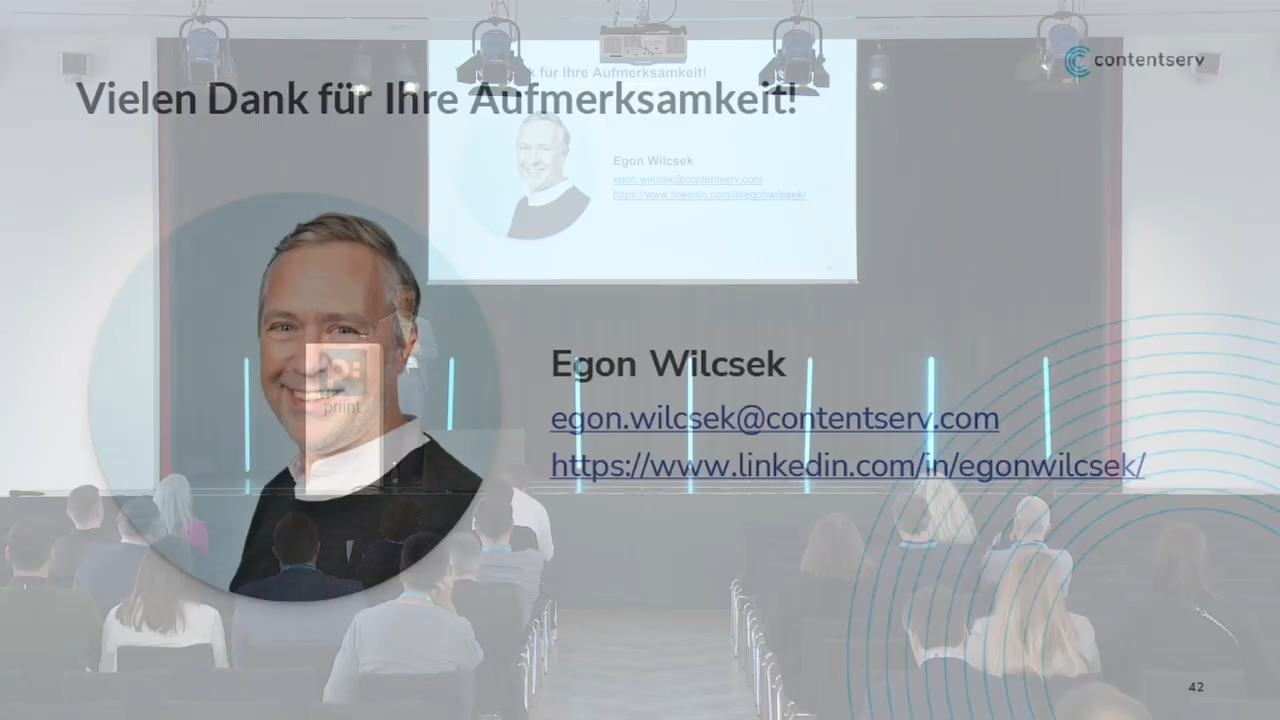 contentserv
k für Ihre Aufmerksamkeit!
Vielen Dank für Ihre Aufmerksamkeit!
Egon Wilcsek
egon.wilcsek@contentserv.com
https://www.linkedin.com/in/egonwilcsek/
Egon Wilcsek
egon.wilcsek@contentserv.com
https://www.linkedin.com/in/egonwilcsek/
print
42